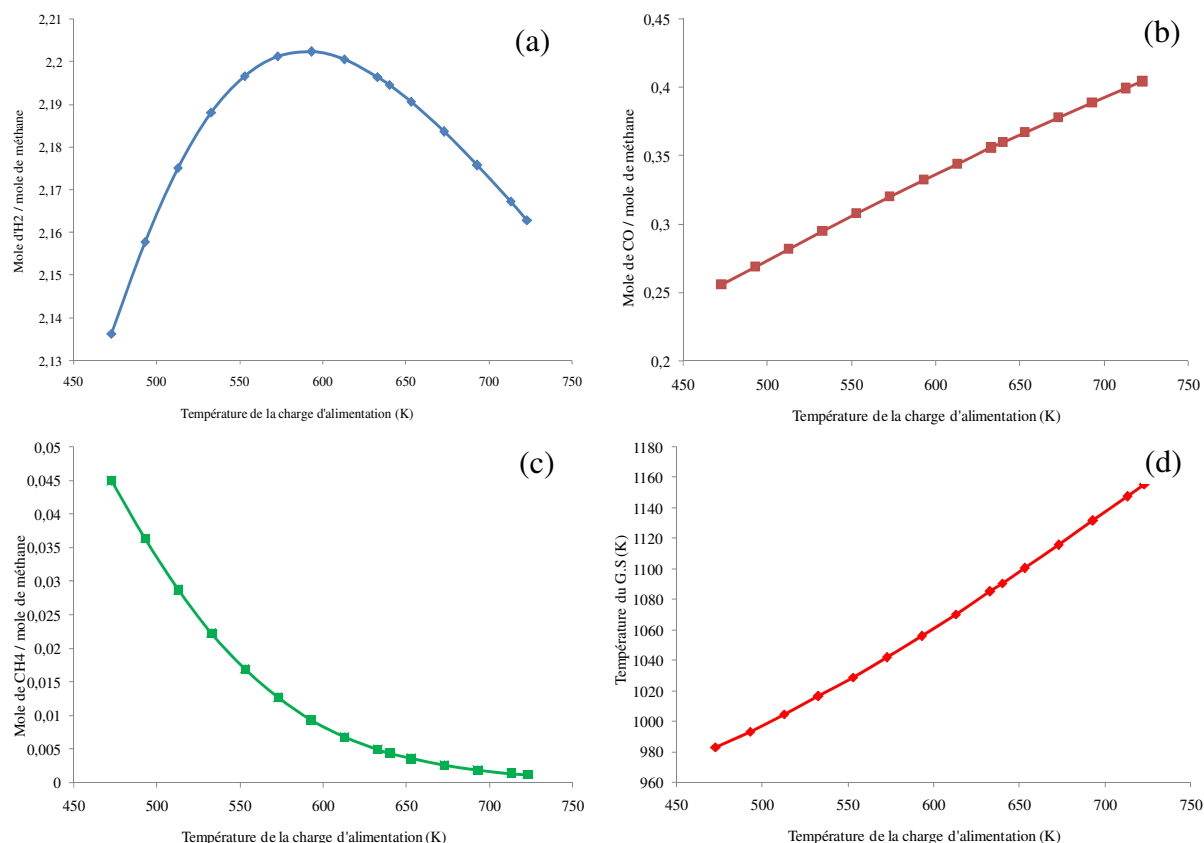 (a)
2,21
2,2
2,19
2,18
2,17
2,16
2,15
2,14
2,13
Mole d'H2 / mole de méthane
450 500 550 600 650 700 750
Température de la charge d'alimentation (K)
(b)
0,45
0,4
0,35
0,3
0,25
0,2
Mole de CO / mole de méthane
450 500 550 600 650 700 750
Température de la charge d'alimentation (K)
(c)
0,05
0,045
0,04
0,035
0,03
0,025
0,02
0,015
0,01
0,005
0
Mole de CH4 / mole de méthane
450 500 550 600 650 700 750
Température de la charge d'alimentation (K)
(d)
1180
1160
1140
1120
1100
1080
1060
1040
1020
1000
980
960
Température du G.S (K)
450 500 550 600 650 700 750
Température de la charge d'alimentation (K)